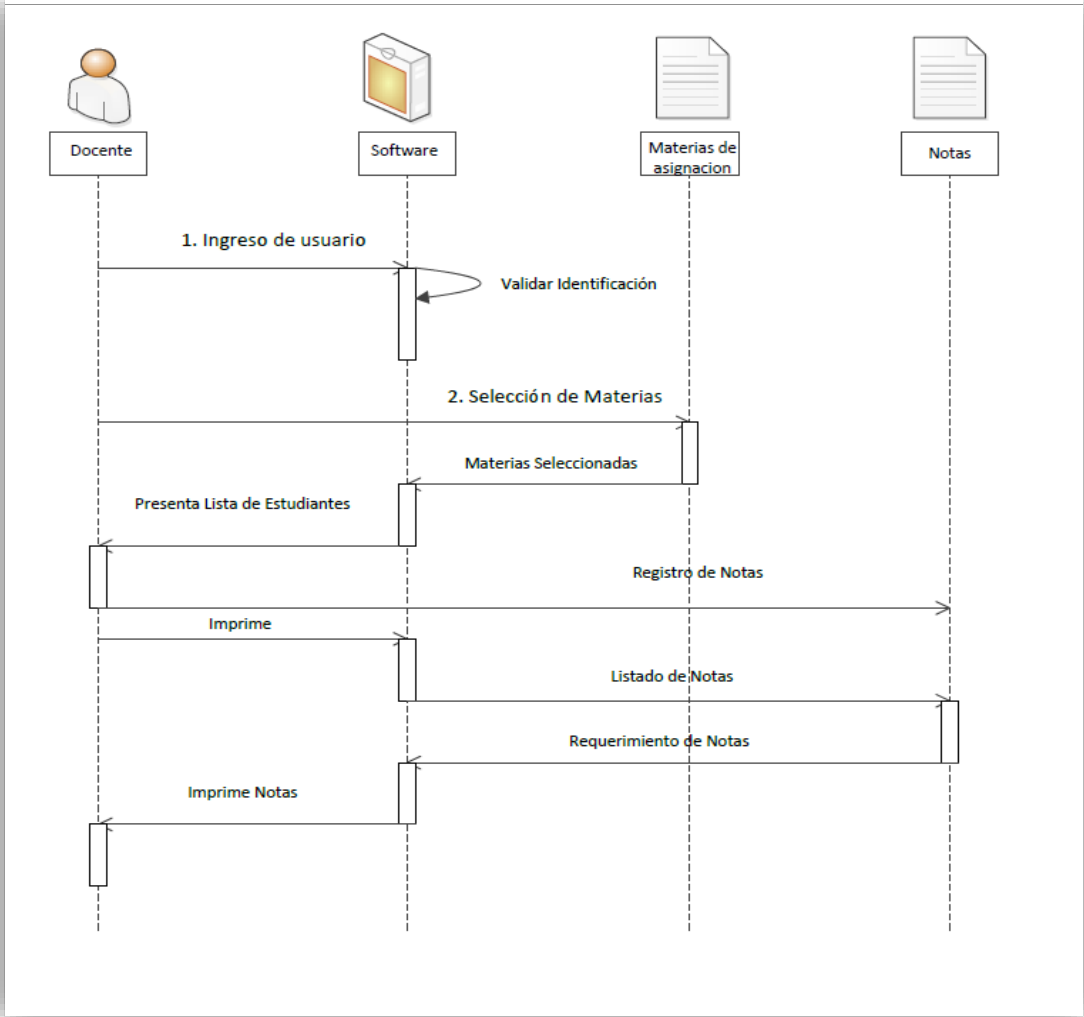 Docente
Software
Materias de
asignacion
Notas
1. Ingreso de usuario
Validar Identificación
2. Selección de Materias
Materias Seleccionadas
Presenta Lista de Estudiantes
Registro de Notas
Imprime
Listado de Notas
Requerimiento de Notas
Imprime Notas